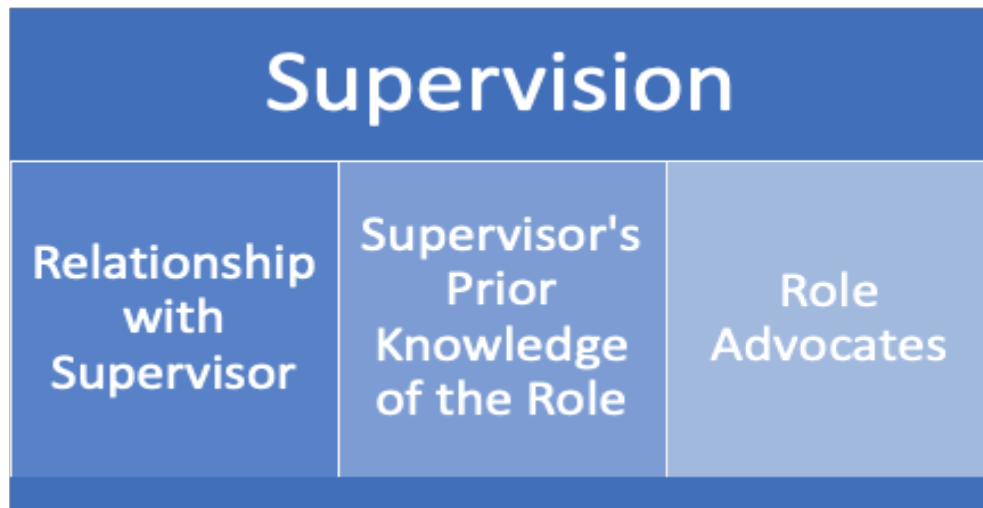 Supervision
Relationship
with
Supervisor
Supervisor's
Prior
Knowledge
of the Role
Role
Advocates